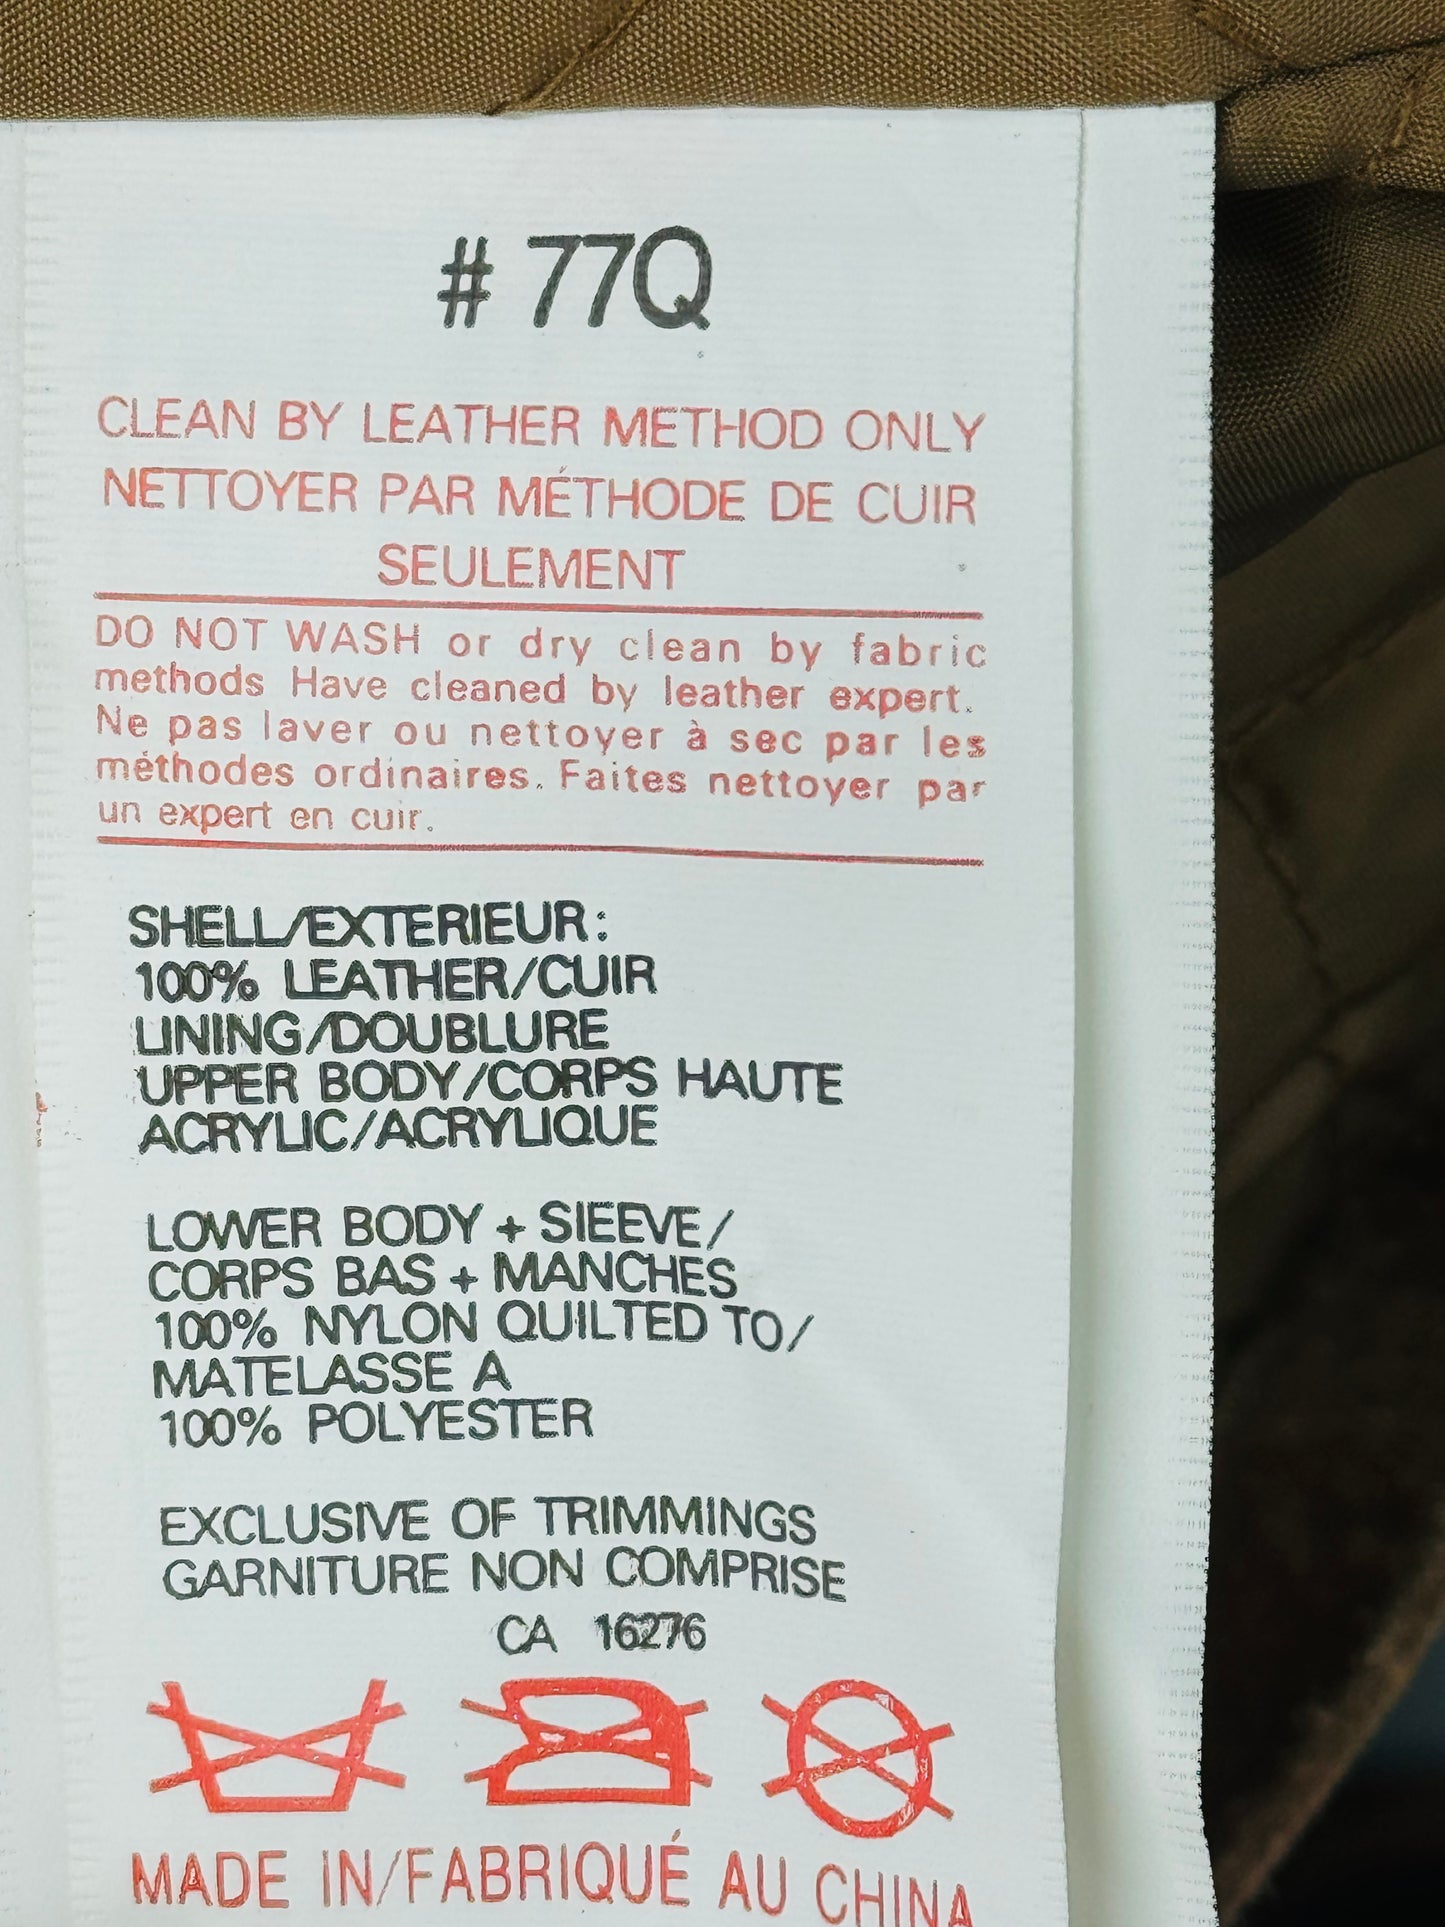 # 77Q
CLEAN BY LEATHER METHOD ONLY
NETTOYER PAR MÉTHODE DE CUIR
SEULEMENT
DO NOT WASH or dry clean by fabric
methods Have cleaned by leather expert.
Ne pas laver ou nettoyer à sec par les
méthodes ordinaires. Faites nettoyer par
un expert en cuir.
SHELL/EXTERIEUR:
100% LEATHER/CUIR
LINING/DOUBLURE
UPPER BODY/CORPS HAUTE
ACRYLIC/ACRYLIQUE
LOWER BODY + SIEEVE/
CORPS BAS + MANCHES
100% NYLON QUILTED TO/
MATELASSE A
100% POLYESTER
EXCLUSIVE OF TRIMMINGS
GARNITURE NON COMPRISE
CA 16276
MADE IN/FABRIQUÉ AU CHINA